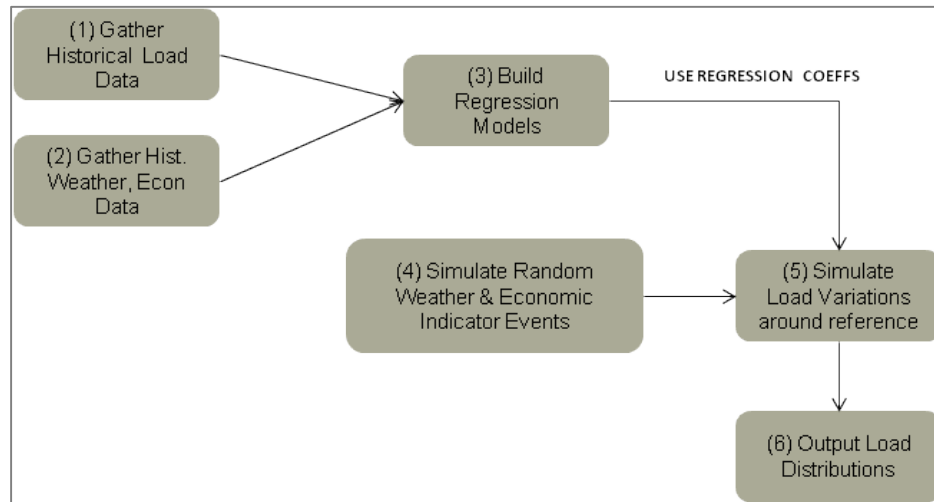 (1) Gather
Historical Load
Data
(2) Gather Hist.
Weather, Econ
Data
(3) Build
Regression
Models
USE REGRESSION COEFFS
(4) Simulate Random
Weather & Economic
Indicator Events
(5) Simulate
Load Variations
around reference
(6) Output Load
Distributions